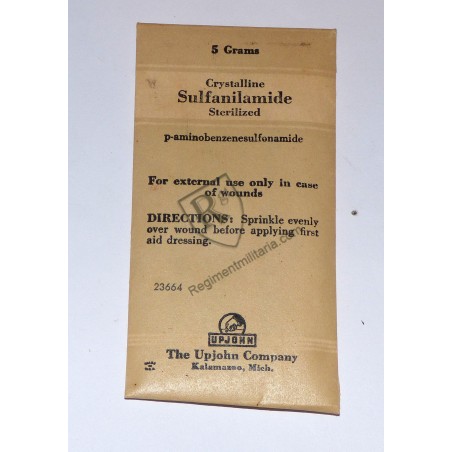 5 Grams
Crystalline
Sulfanilamide
Sterilized
p-aminobenzenesulfonamide
For external use only in case
of wounds
DIRECTIONS: Sprinkle evenly
over wound before applying first
aid dressing.
Regimentmilitaria.com
23664
UPJOHN
The Upjohn Company
Kalamazoo, Mich.